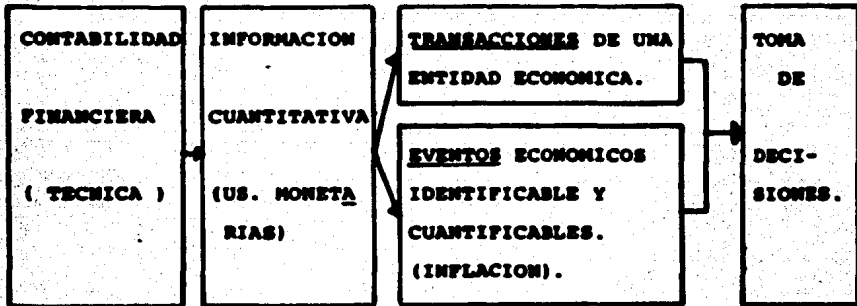 CONTABILIDAD
FINANCIERA
( TECNICA )
INFORMACION
CUANTITATIVA
(US. MONETA
RIAS)
TRANSACCIONES DE UNA
ENTIDAD ECONOMICA.
EVENTOS ECONOMICOS
IDENTIFICABLE Y
CUANTIFICABLES.
(INFLACION).
TOMA
DE
DECI-
SIONES.